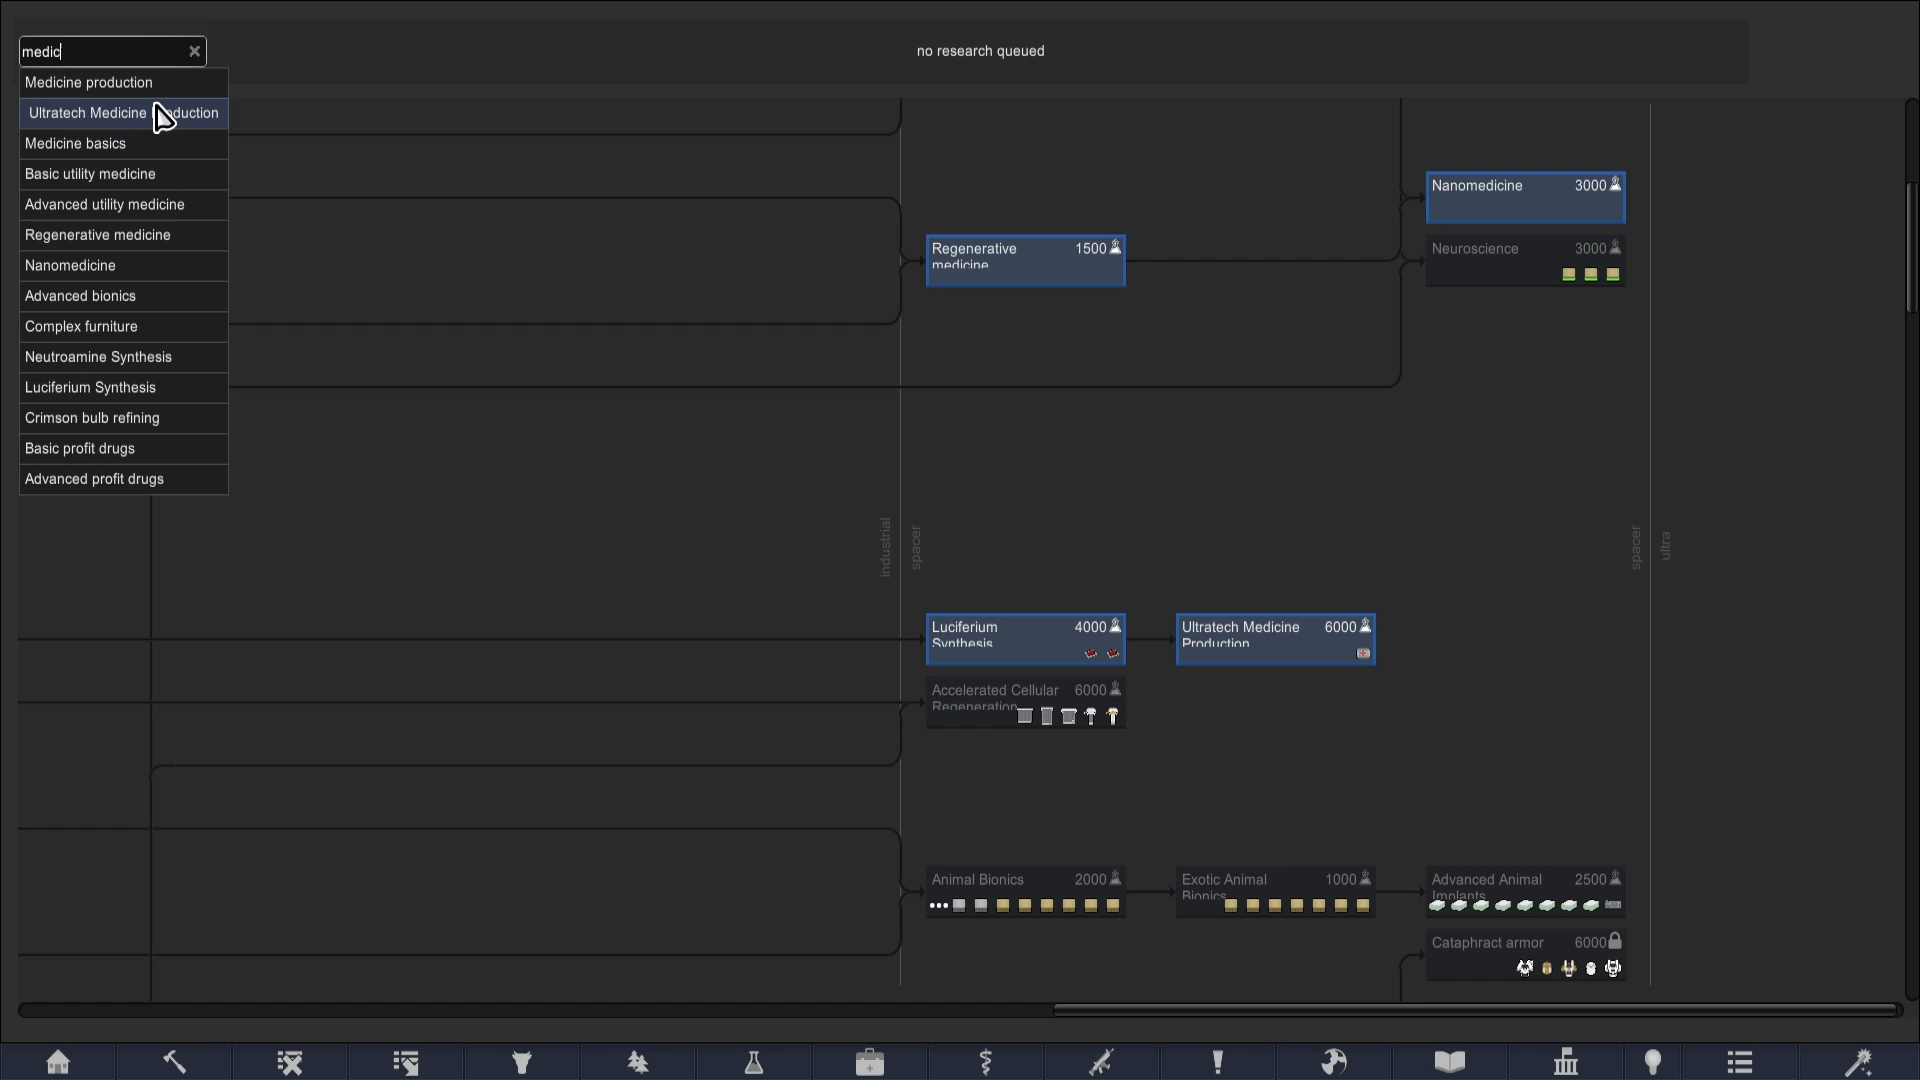 medic
no research queued
Medicine production
Ultratech Medicine
Medicine basics
Basic utility medicine
Advanced utility medicine
Regenerative medicine
Nanomedicine
Advanced bionics
Complex furniture
Neutroamine Synthesis
Luciferium Synthesis
Crimson bulb refining
Basic profit drugs
Advanced profit drugs
Nanomedicine 3000
Regenerative 1500
medicine
Neuroscience 3000
industrial
spacer
spacer
ultra
Luciferium 4000
Synthesis
Ultratech Medicine 6000
Production
Accelerated Cellular 6000
Regeneration
Animal Bionics 2000
Exotic Animal 1000
Bionics
Advanced Animal 2500
Implants
Cataphract armor 6000